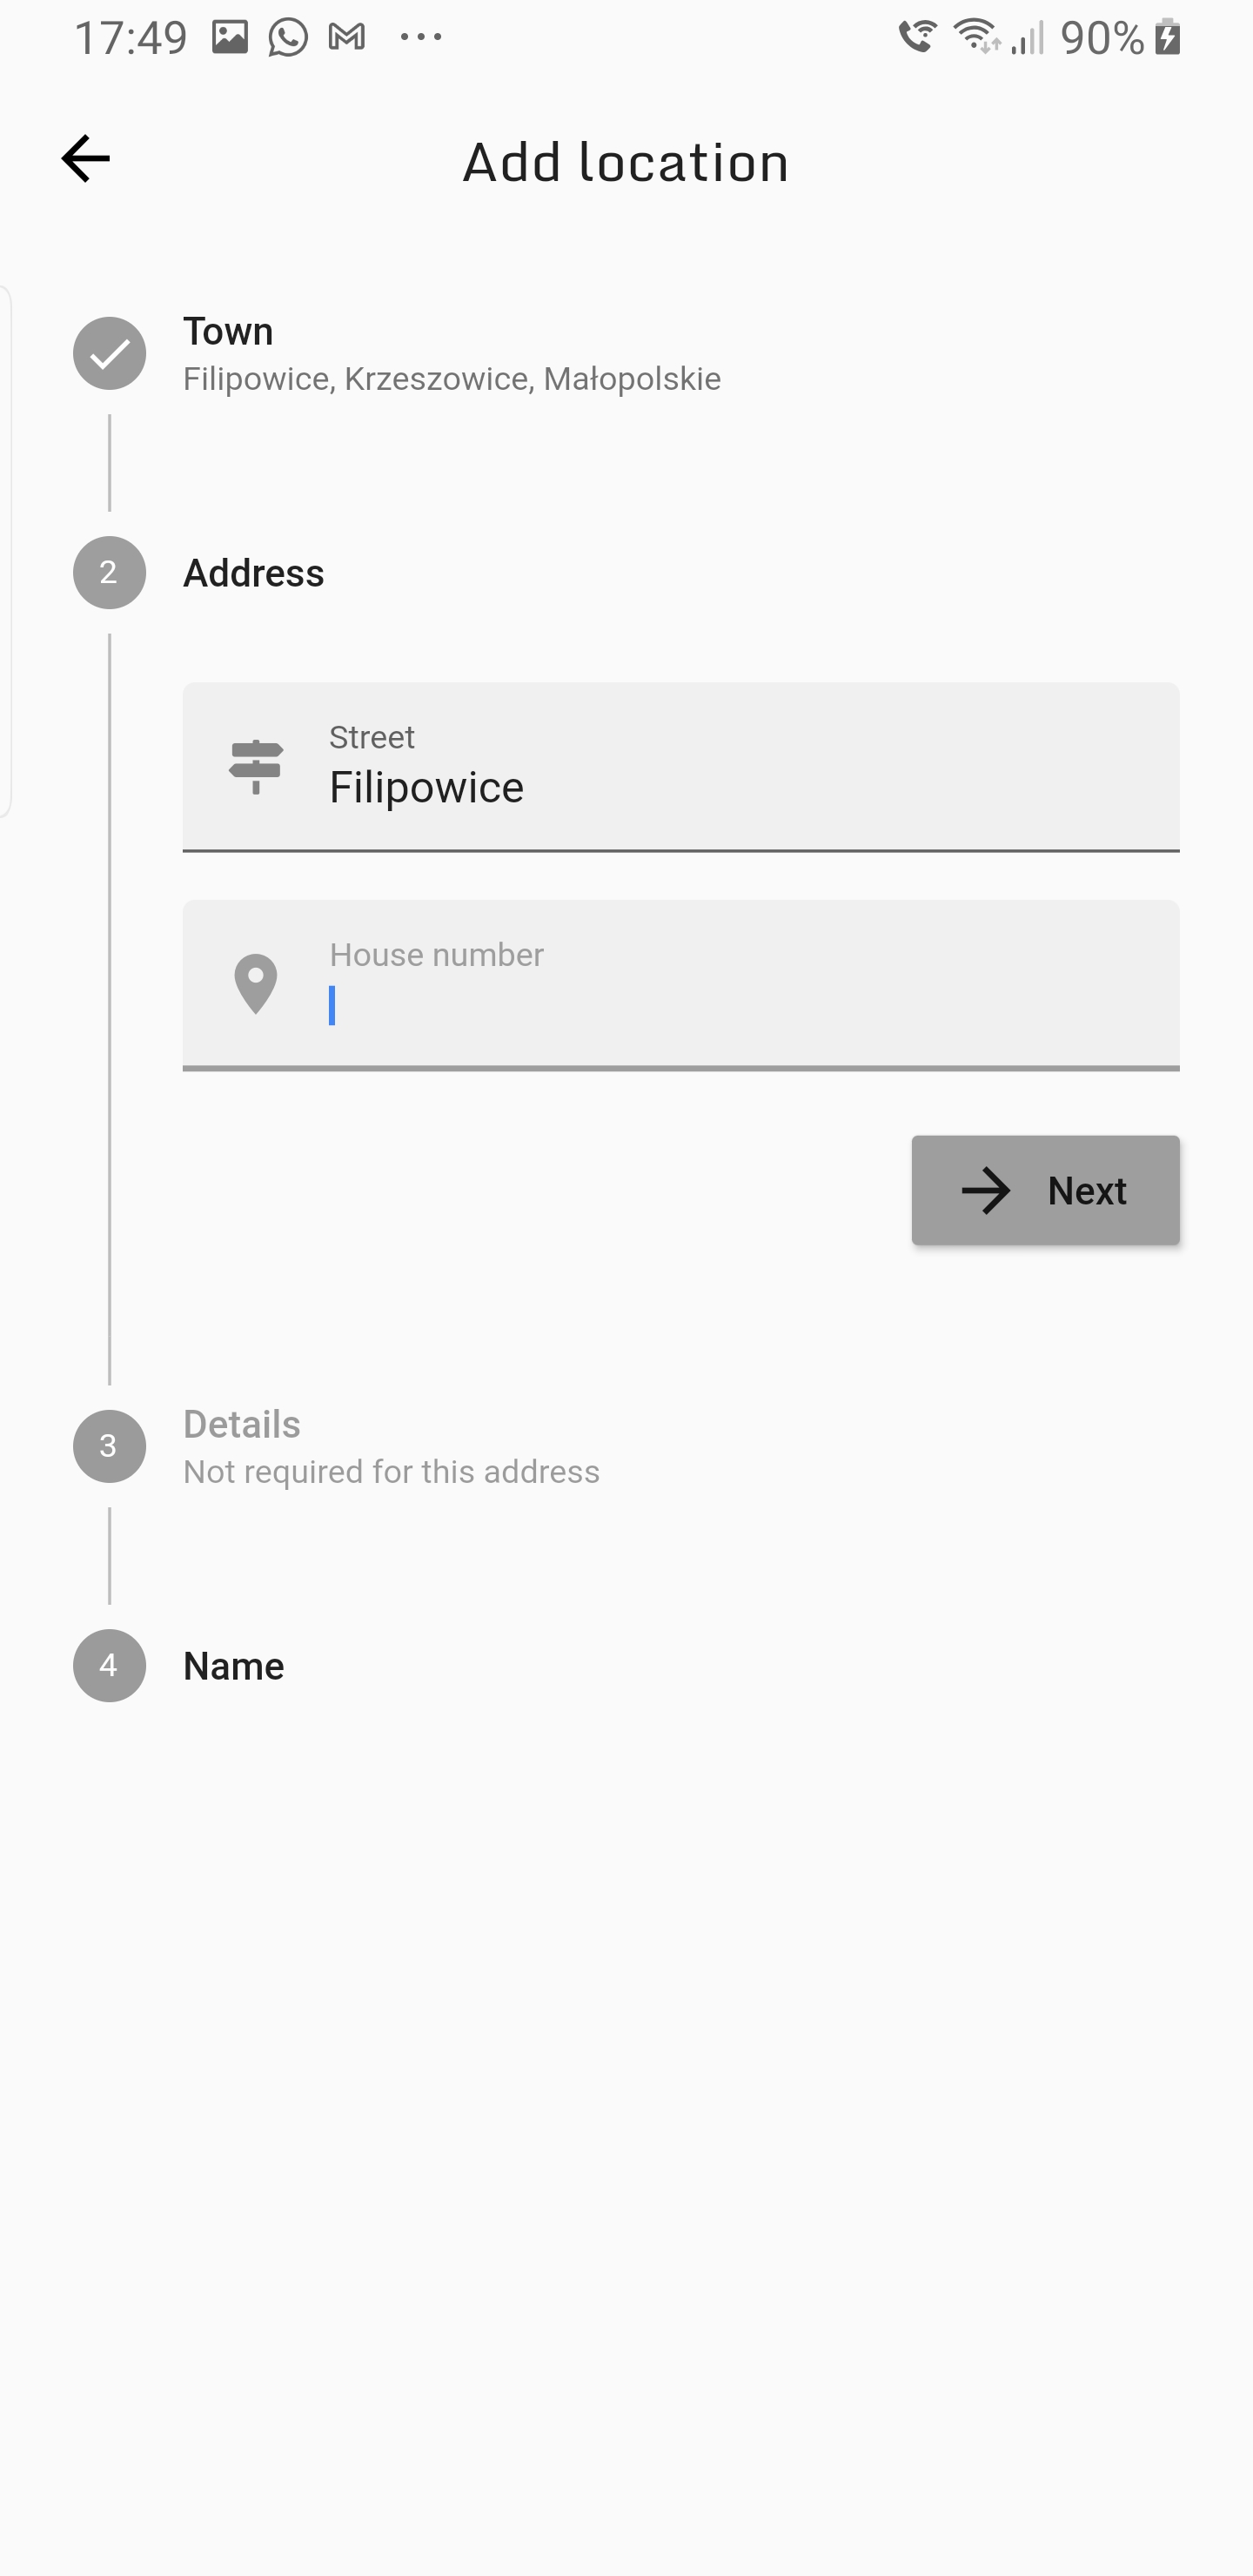 17:49
90%
Add location
Town
Filipowice, Krzeszowice, Małopolskie
2
Address
Street
Filipowice
House number
Next
3
Details
Not required for this address
4
Name